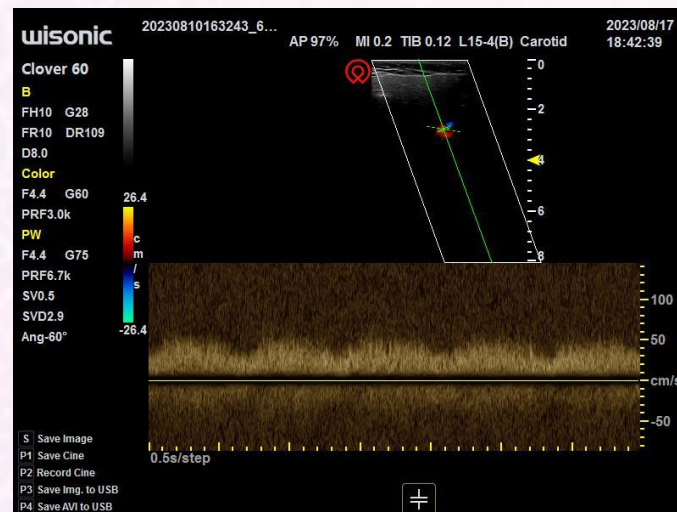 wisonic
20230810163243_6...
AP 97% MI 0.2 TIB 0.12 L15-4(B) Carotid
2023/08/17
18:42:39
Clover 60
B
FH10 G28
FR10 DR109
D8.0
Color
F4.4 G60
PRF3.0k
PW
F4.4 G75
PRF6.7k
SV0.5
SVD2.9
Ang-60°
26.4
c
m
/
s
-26.4
0
2
4
6
8
100
50
cm/s
-50
0.5s/step
S Save Image
P1 Save Cine
P2 Record Cine
P3 Save Img. to USB
P4 Save AVI to USB